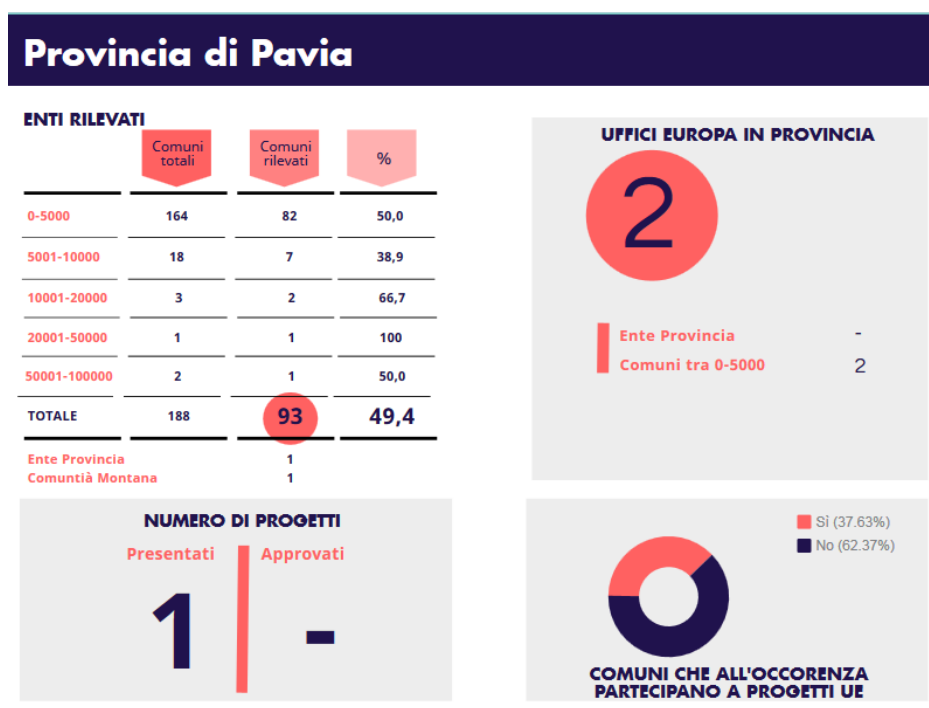 Provincia di Pavia
ENTI RILEVATI
Comuni totali
Comuni rilevati
%
0-5000 164 82 50,0
5001-10000 18 7 38,9
10001-20000 3 2 66,7
20001-50000 1 1 100
50001-100000 2 1 50,0
TOTALE 188 93 49,4
Ente Provincia 1
Comuntià Montana 1
UFFICI EUROPA IN PROVINCIA
2
Ente Provincia -
Comuni tra 0-5000 2
NUMERO DI PROGETTI
Presentati Approvati
1 -
Sì (37.63%)
No (62.37%)
COMUNI CHE ALL'OCCORENZA
PARTECIPANO A PROGETTI UE